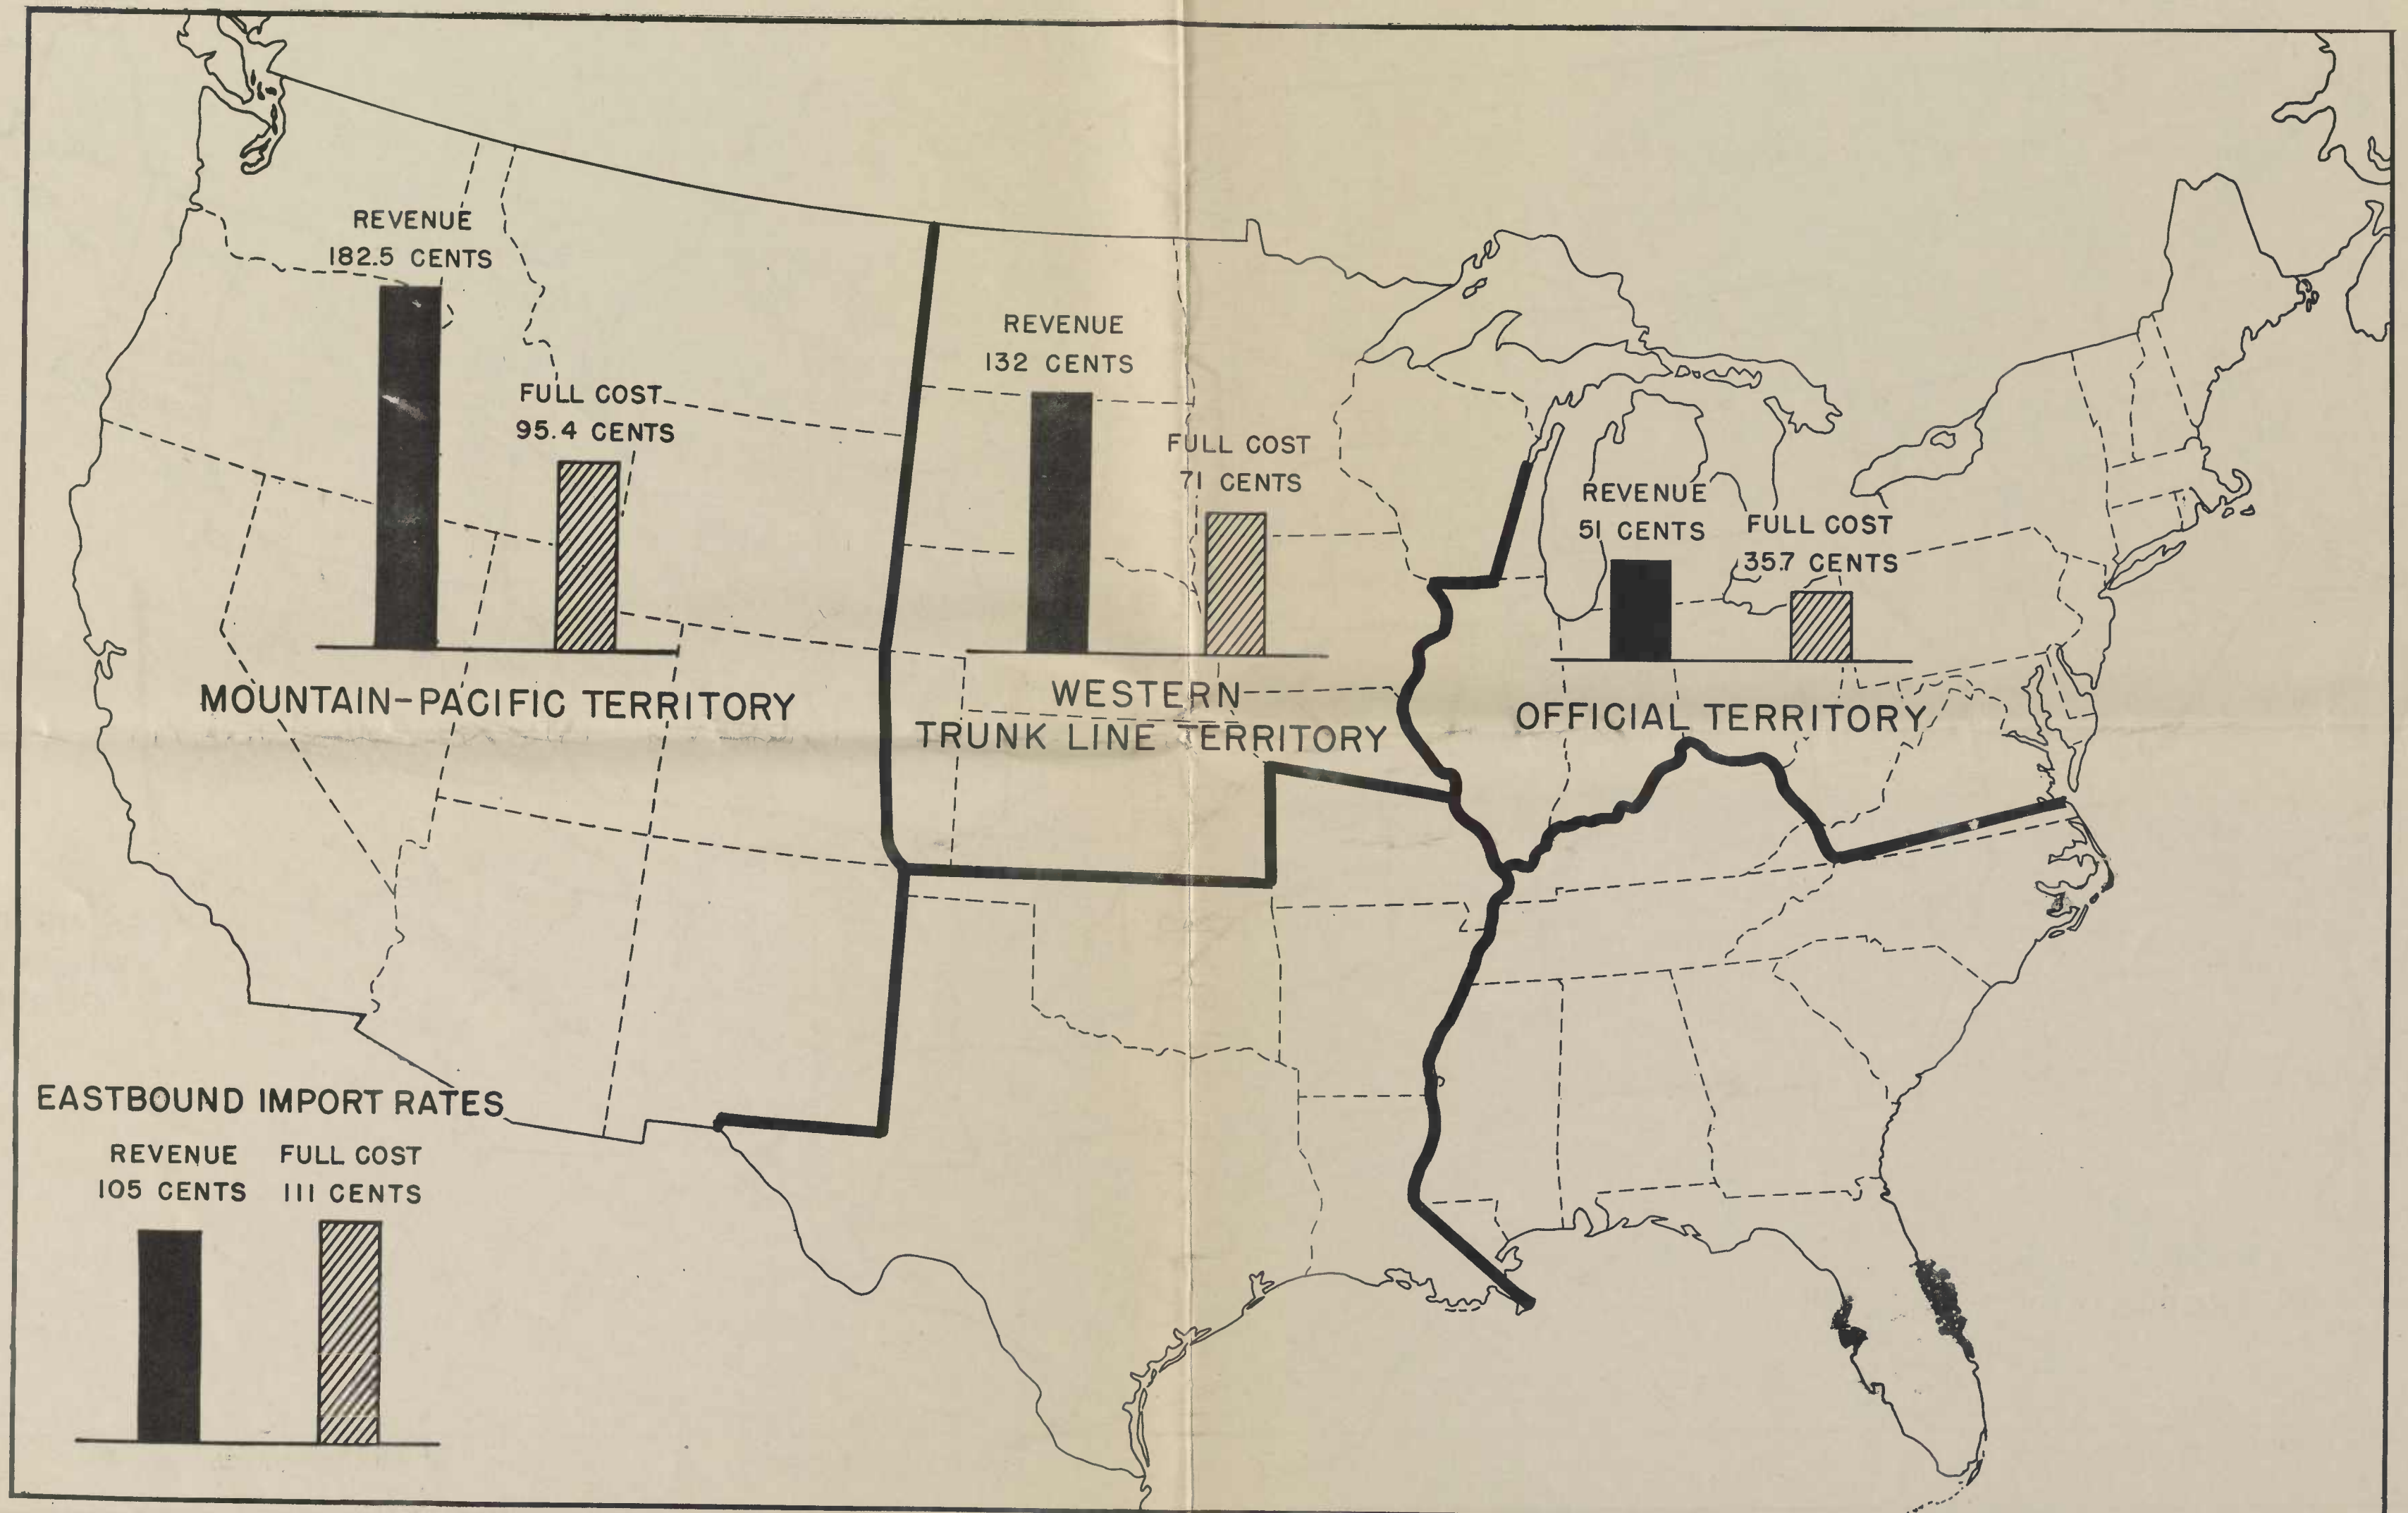 REVENUE
182.5 CENTS
FULL COST
95.4 CENTS
MOUNTAIN-PACIFIC TERRITORY
REVENUE
132 CENTS
FULL COST
71 CENTS
WESTERN
TRUNK LINE TERRITORY
REVENUE
51 CENTS
FULL COST
35.7 CENTS
OFFICIAL TERRITORY
EASTBOUND IMPORT RATES
REVENUE
105 CENTS
FULL COST
111 CENTS